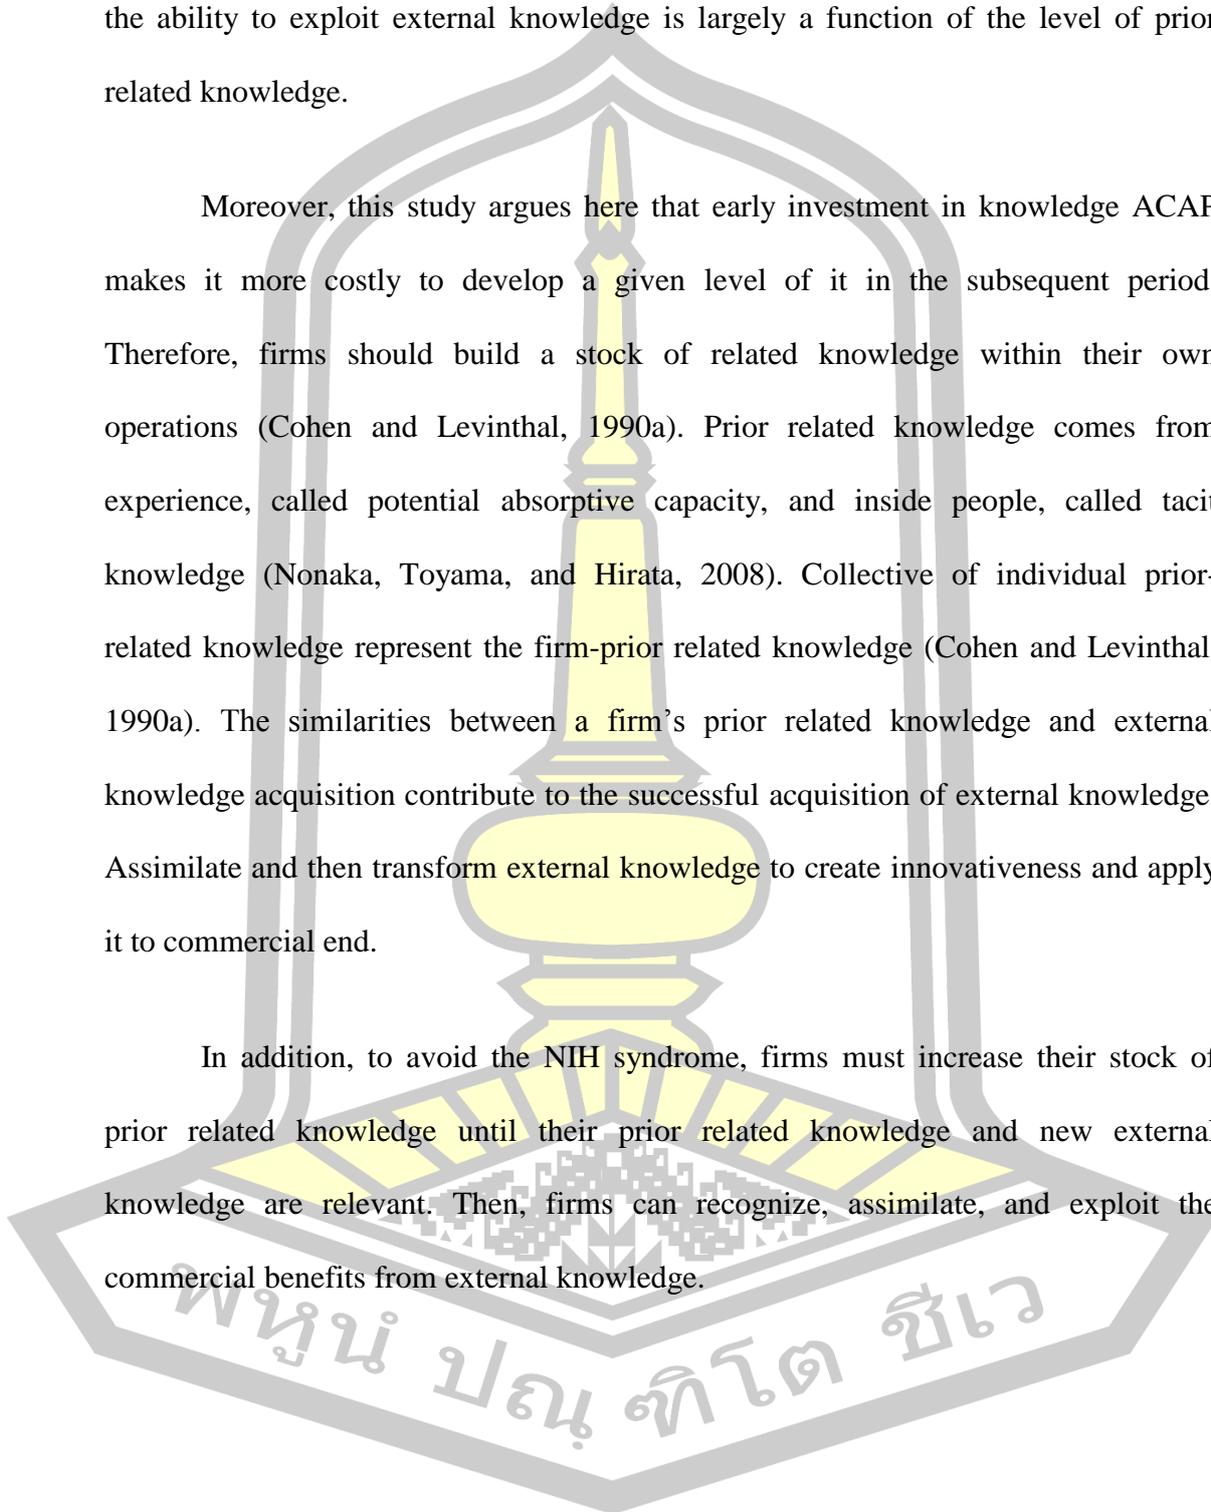 the ability to exploit external knowledge is largely a function of the level of prior
related knowledge.
Moreover, this study argues here that early investment in knowledge ACAP
makes it more costly to develop a given level of it in the subsequent period.
Therefore, firms should build a stock of related knowledge within their own
operations (Cohen and Levinthal, 1990a). Prior related knowledge comes from
experience, called potential absorptive capacity, and inside people, called tacit
knowledge (Nonaka, Toyama, and Hirata, 2008). Collective of individual prior-
related knowledge represent the firm-prior related knowledge (Cohen and Levinthal,
1990a). The similarities between a firm’s prior related knowledge and external
knowledge acquisition contribute to the successful acquisition of external knowledge.
Assimilate and then transform external knowledge to create innovativeness and apply
it to commercial end.
In addition, to avoid the NIH syndrome, firms must increase their stock of
prior related knowledge until their prior related knowledge and new external
knowledge are relevant. Then, firms can recognize, assimilate, and exploit the
commercial benefits from external knowledge.
พหูนํ ปณฺฑิโต ชีเว